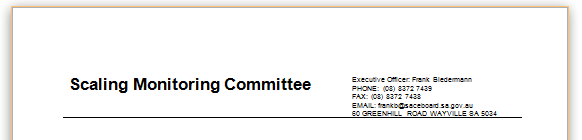 Scaling Monitoring Committee
Executive Officer: Frank Biedermann
PHONE: (08) 8372 7439
FAX: (08) 8372 7438
EMAIL: frankb@saceboard.sa.gov.au
60 GREENHILL ROAD WAYVILLE SA 5034